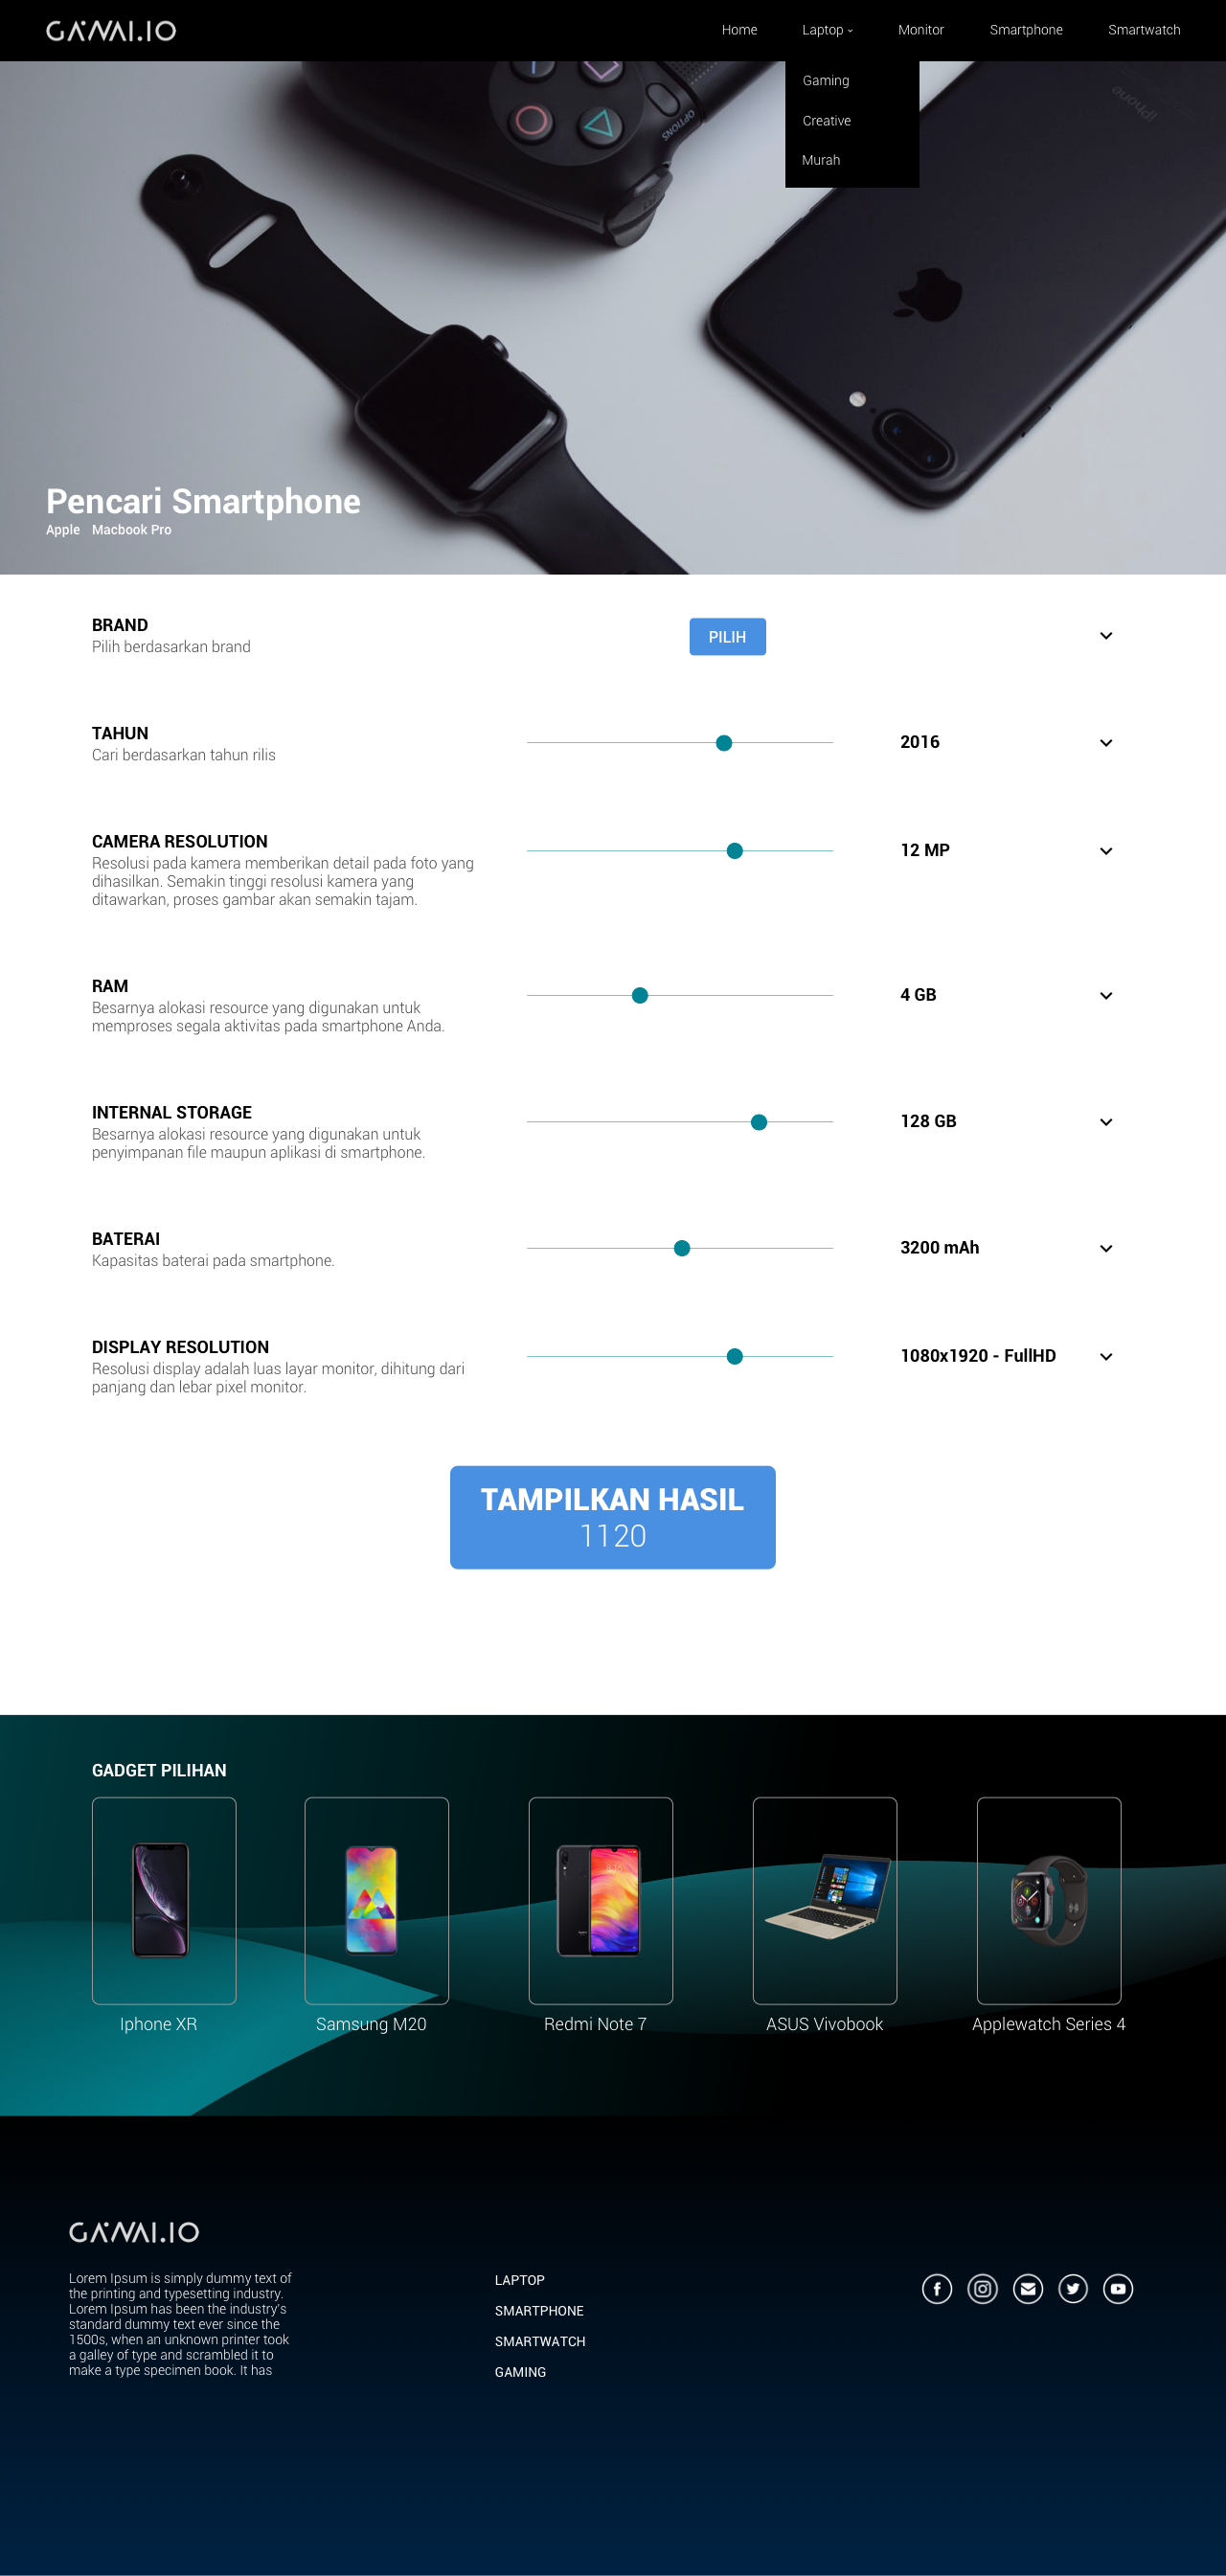 GAWAI.IO
Home Laptop Monitor Smartphone Smartwatch
Gaming
Creative
Murah
OPTIONS
iPhone
Pencari Smartphone
Apple Macbook Pro
BRAND
Pilih berdasarkan brand
PILIH
TAHUN
Cari berdasarkan tahun rilis
2016
CAMERA RESOLUTION
Resolusi pada kamera memberikan detail pada foto yang
dihasilkan. Semakin tinggi resolusi kamera yang
ditawarkan, proses gambar akan semakin tajam.
12 MP
RAM
Besarnya alokasi resource yang digunakan untuk
memproses segala aktivitas pada smartphone Anda.
4 GB
INTERNAL STORAGE
Besarnya alokasi resource yang digunakan untuk
penyimpanan file maupun aplikasi di smartphone.
128 GB
BATERAI
Kapasitas baterai pada smartphone.
3200 mAh
DISPLAY RESOLUTION
Resolusi display adalah luas layar monitor, dihitung dari
panjang dan lebar pixel monitor.
1080x1920 - FullHD
TAMPILKAN HASIL
1120
GADGET PILIHAN
Iphone XR
Samsung M20
Redmi Note 7
ASUS Vivobook
Applewatch Series 4
GAWAI.IO
Lorem Ipsum is simply dummy text of
the printing and typesetting industry.
Lorem Ipsum has been the industry's
standard dummy text ever since the
1500s, when an unknown printer took
a galley of type and scrambled it to
make a type specimen book. It has
LAPTOP
SMARTPHONE
SMARTWATCH
GAMING